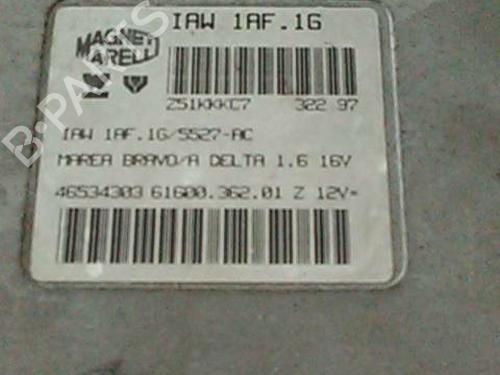 IAW 1AF.1G
MAGNETI
MARELLI
Z51KKKC7 322 97
IAW 1AF.1G/5527-AC
MAREA BRAVO/A DELTA 1.6 16V
46534303 61600.362.01 Z 12V=
B-PARTS